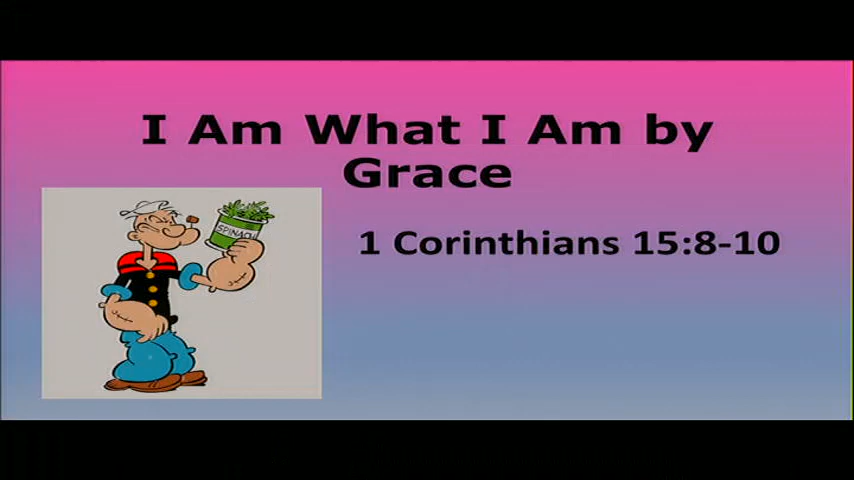 I Am What I Am by
Grace
SPINACH
1 Corinthians 15:8-10